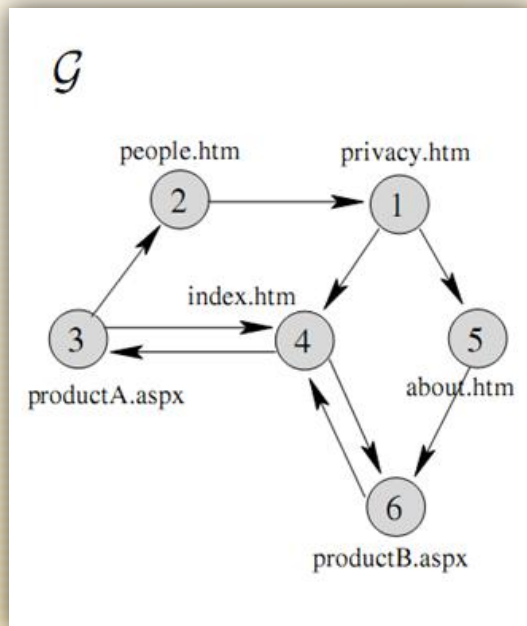 𝒢
people.htm
privacy.htm
2
1
index.htm
3
4
5
productA.aspx
about.htm
6
productB.aspx